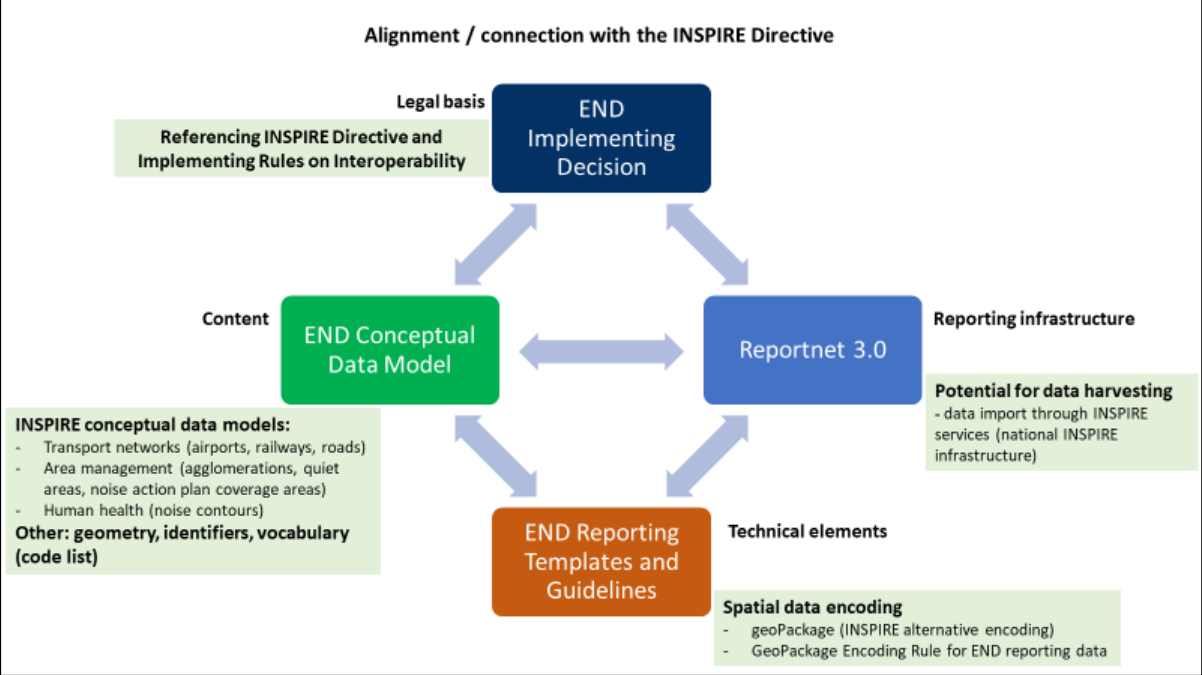 Alignment / connection with the INSPIRE Directive
Legal basis
END
Implementing
Decision
Referencing INSPIRE Directive and
Implementing Rules on Interoperability
Content
END Conceptual
Data Model
Reportnet 3.0
Reporting infrastructure
INSPIRE conceptual data models:
- Transport networks (airports, railways, roads)
- Area management (agglomerations, quiet
areas, noise action plan coverage areas)
- Human health (noise contours)
Other: geometry, identifiers, vocabulary
(code list)
Potential for data harvesting
- data import through INSPIRE
services (national INSPIRE
infrastructure)
END Reporting
Templates and
Guidelines
Technical elements
Spatial data encoding
- geoPackage (INSPIRE alternative encoding)
- GeoPackage Encoding Rule for END reporting data